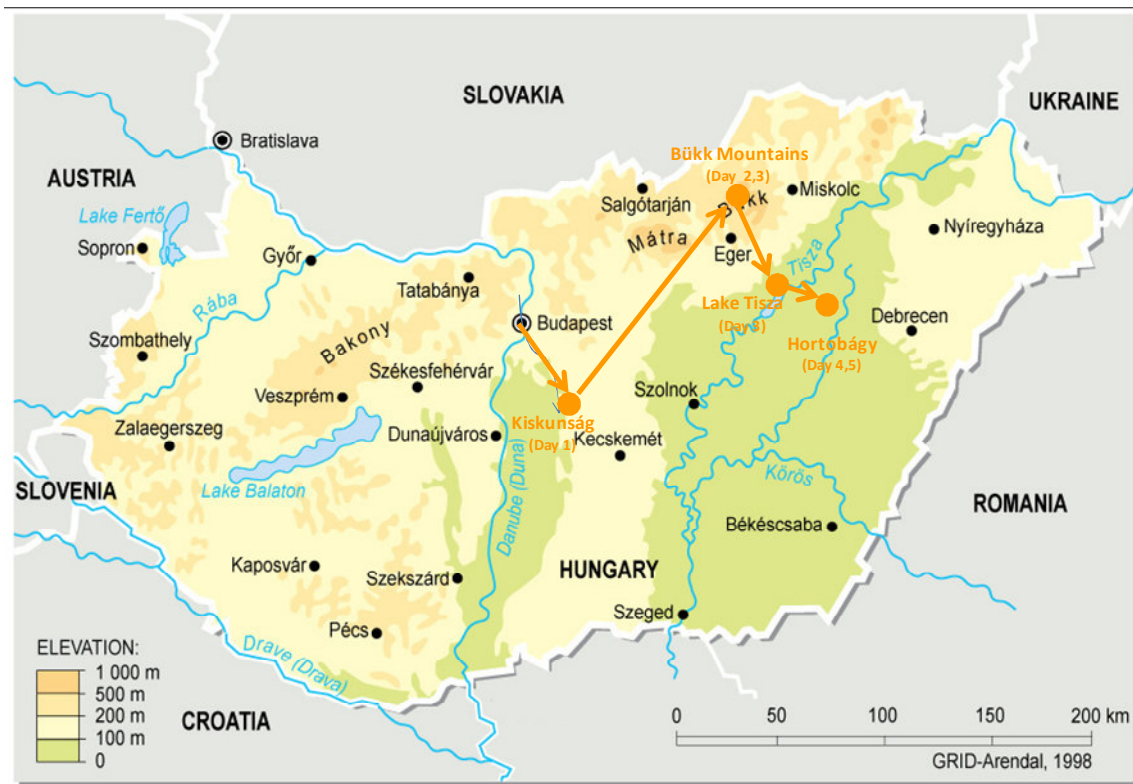 SLOVAKIA
UKRAINE
Bratislava
AUSTRIA
Lake Fertő
Sopron
Győr
Rába
Szombathely
Tatabánya
Bakony
Veszprém
Székesfehérvár
Zalaegerszeg
Dunaújváros
Lake Balaton
SLOVENIA
Kaposvár
Szekszárd
Pécs
Drave (Drava)
CROATIA
Danube (Duna)
Budapest
Salgótarján
Mátra
Bükk Mountains
(Day 2,3)
Bükk
Miskolc
Eger
Nyíregyháza
Tisza
Lake Tisza
(Day 3)
Hortobágy
(Day 4,5)
Debrecen
Kiskunság
(Day 1)
Kecskemét
Szolnok
Körös
Békéscsaba
HUNGARY
Szeged
ROMANIA
ELEVATION:
1 000 m
500 m
200 m
100 m
0
0 50 100 150 200 km
GRID-Arendal, 1998